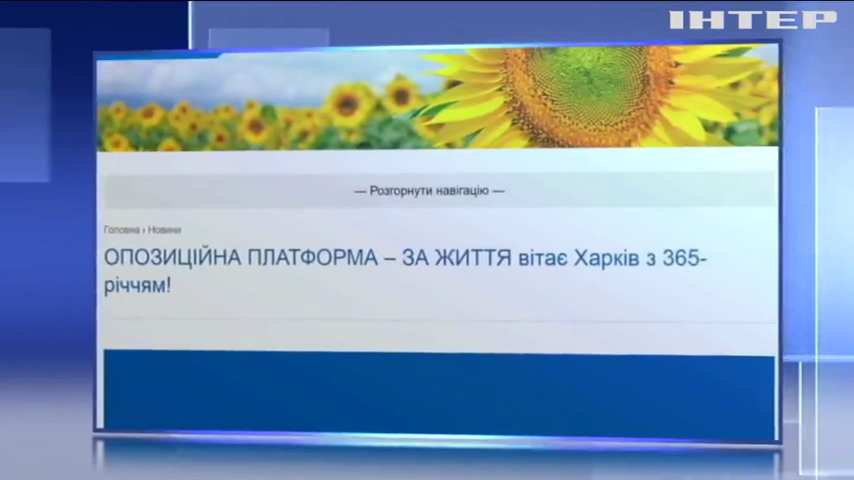 ІНТЕР
— Розгорнути навігацію —
Головна › Новини
ОПОЗИЦІЙНА ПЛАТФОРМА – ЗА ЖИТТЯ вітає Харків з 365-
річчям!